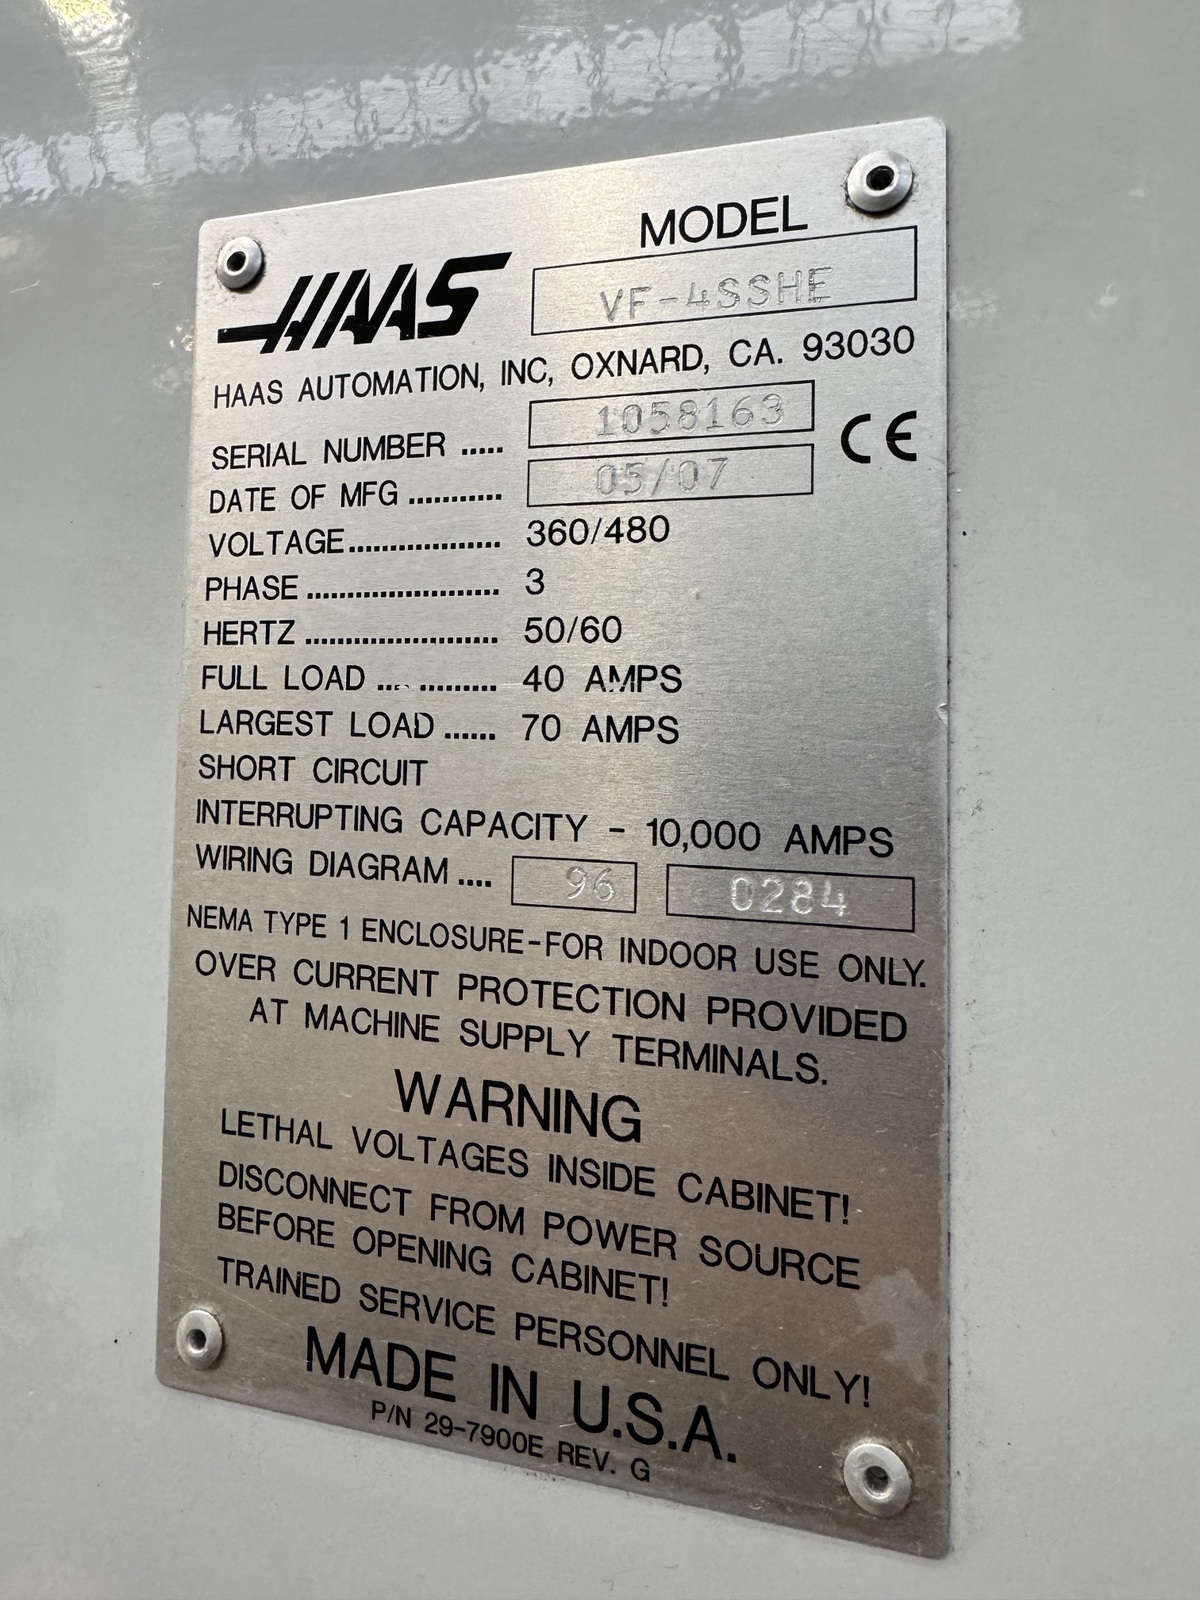 MODEL
HAAS VF-4SSHE
HAAS AUTOMATION, INC, OXNARD, CA. 93030
SERIAL NUMBER ..... 1058163 CE
DATE OF MFG ........... 05/07
VOLTAGE................... 360/480
PHASE ........................ 3
HERTZ ........................ 50/60
FULL LOAD .... ......... 40 AMPS
LARGEST LOAD ...... 70 AMPS
SHORT CIRCUIT
INTERRUPTING CAPACITY - 10,000 AMPS
WIRING DIAGRAM .... 96 0284
NEMA TYPE 1 ENCLOSURE-FOR INDOOR USE ONLY.
OVER CURRENT PROTECTION PROVIDED
AT MACHINE SUPPLY TERMINALS.
WARNING
LETHAL VOLTAGES INSIDE CABINET!
DISCONNECT FROM POWER SOURCE
BEFORE OPENING CABINET!
TRAINED SERVICE PERSONNEL ONLY!
MADE IN U.S.A.
P/N 29-7900E REV. G